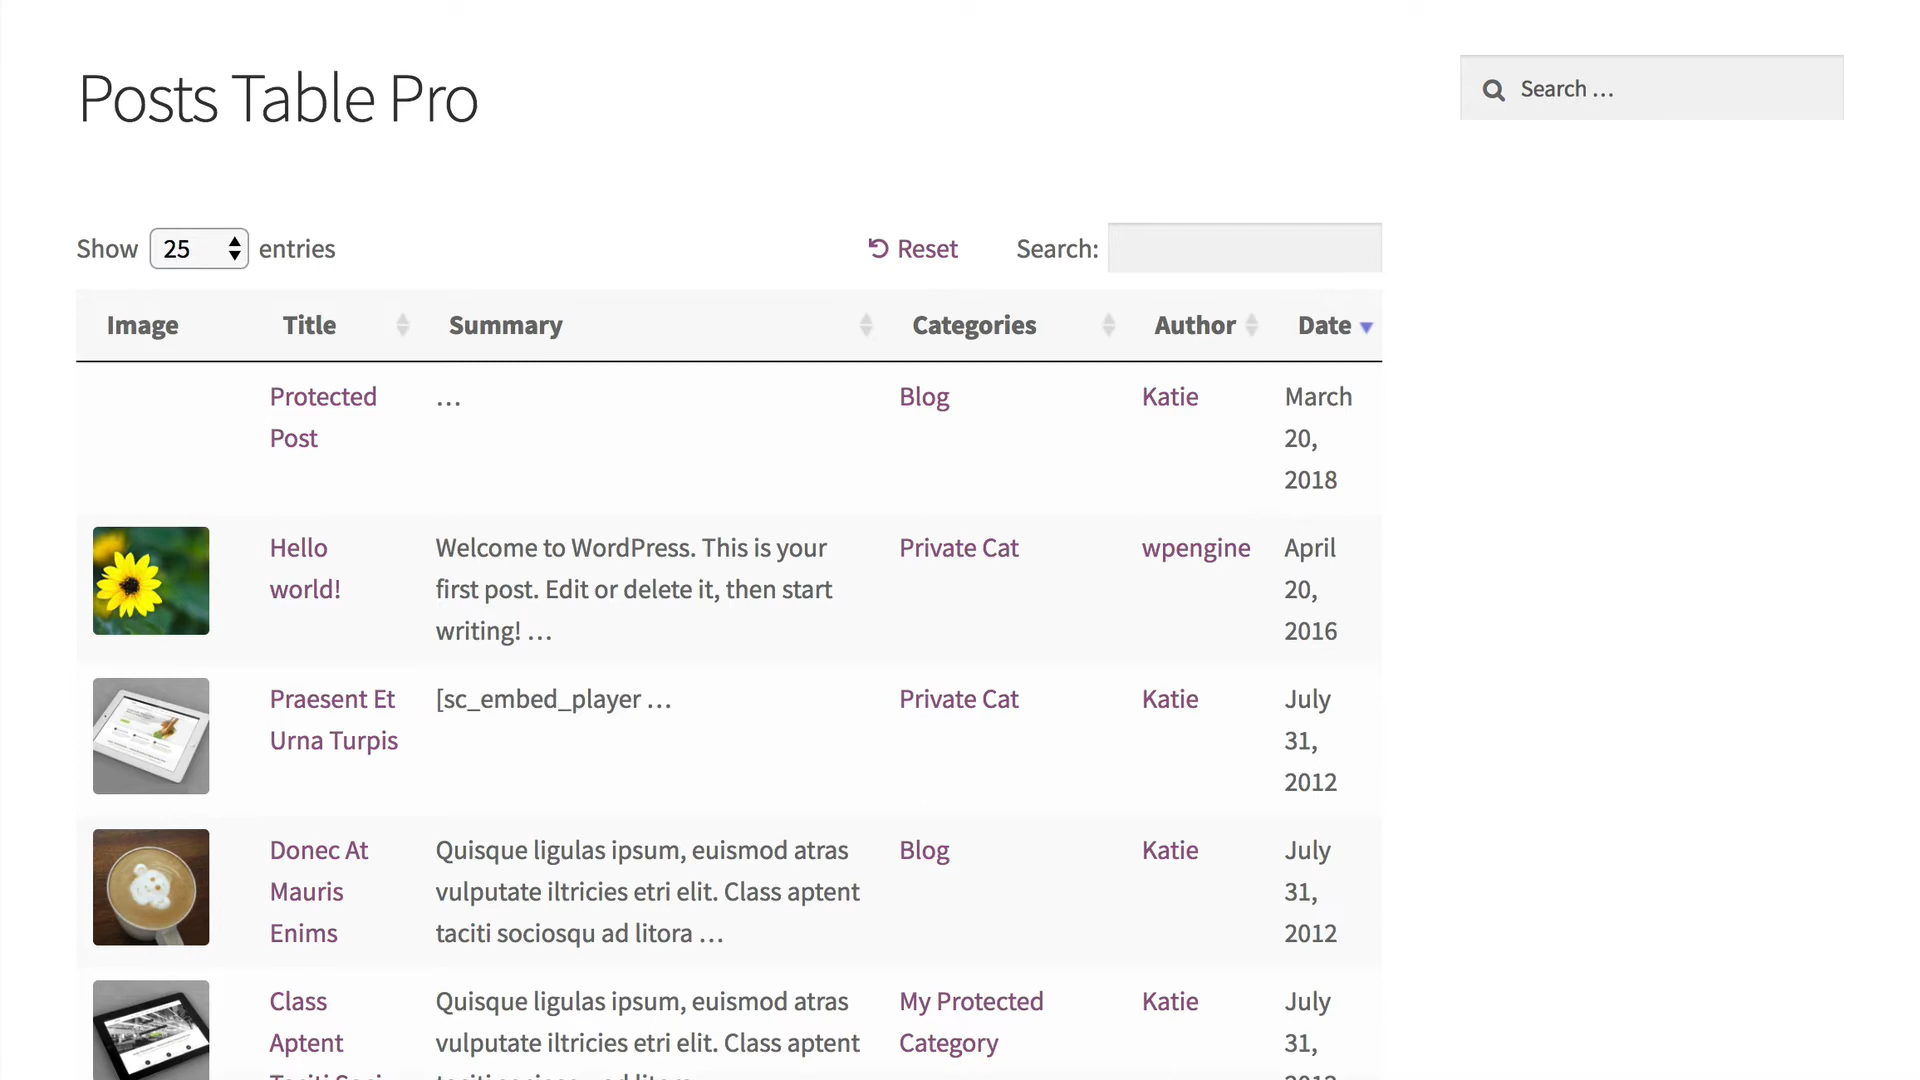 Posts Table Pro
Search …
Show 25 entries
Reset
Search:
Image Title Summary Categories Author Date
Protected … Blog Katie March
Post 20,
2018
Hello Welcome to WordPress. This is your Private Cat wpengine April
world! first post. Edit or delete it, then start 20,
writing! … 2016
Praesent Et [sc_embed_player … Private Cat Katie July
Urna Turpis 31,
2012
Donec At Quisque ligulas ipsum, euismod atras Blog Katie July
Mauris vulputate iltricies etri elit. Class aptent 31,
Enims taciti sociosqu ad litora … 2012
Class Quisque ligulas ipsum, euismod atras My Protected Katie July
Aptent vulputate iltricies etri elit. Class aptent Category 31,